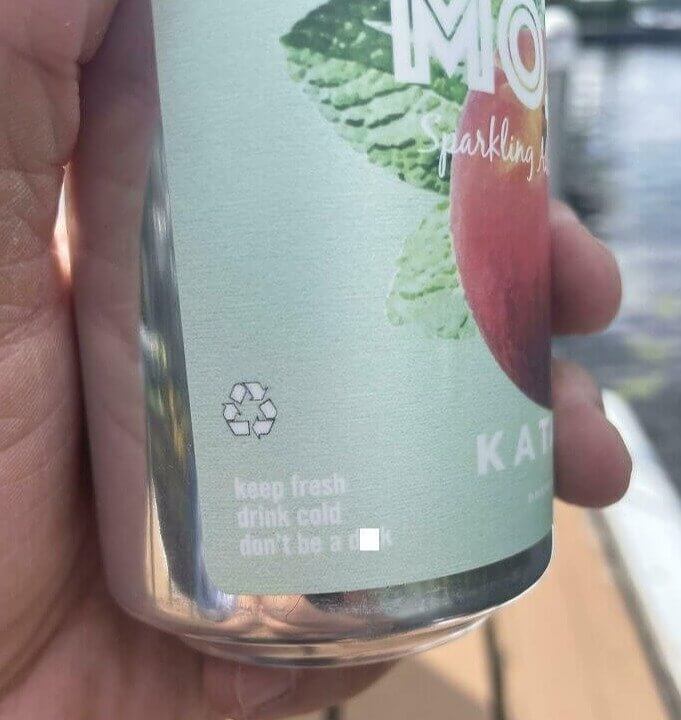 MO
Sparkling
KAT
keep fresh
drink cold
don't be a